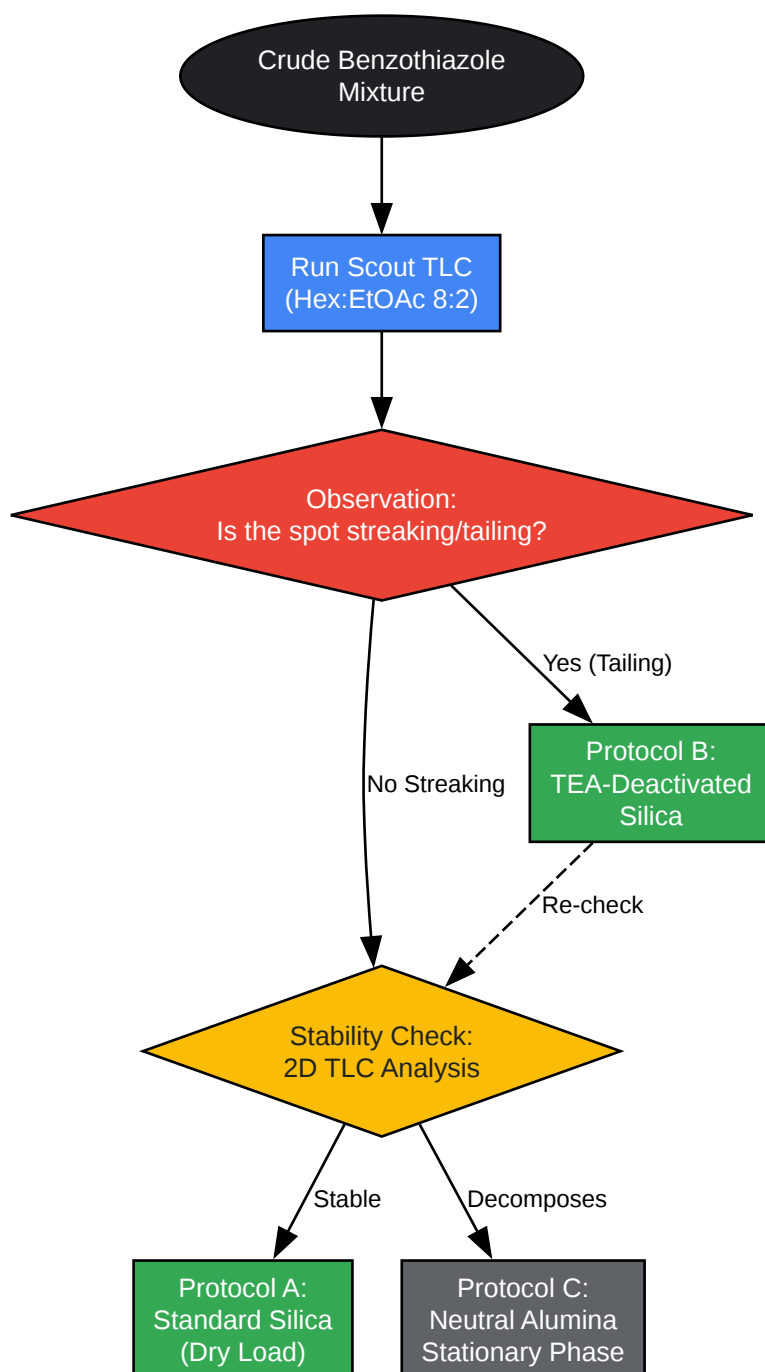 Crude Benzothiazole
Mixture
Run Scout TLC
(Hex:EtOAc 8:2)
Observation:
Is the spot streaking/tailing?
Yes (Tailing)
Protocol B:
TEA-Deactivated
Silica
No Streaking
Re-check
Stability Check:
2D TLC Analysis
Stable
Decomposes
Protocol A:
Standard Silica
(Dry Load)
Protocol C:
Neutral Alumina
Stationary Phase